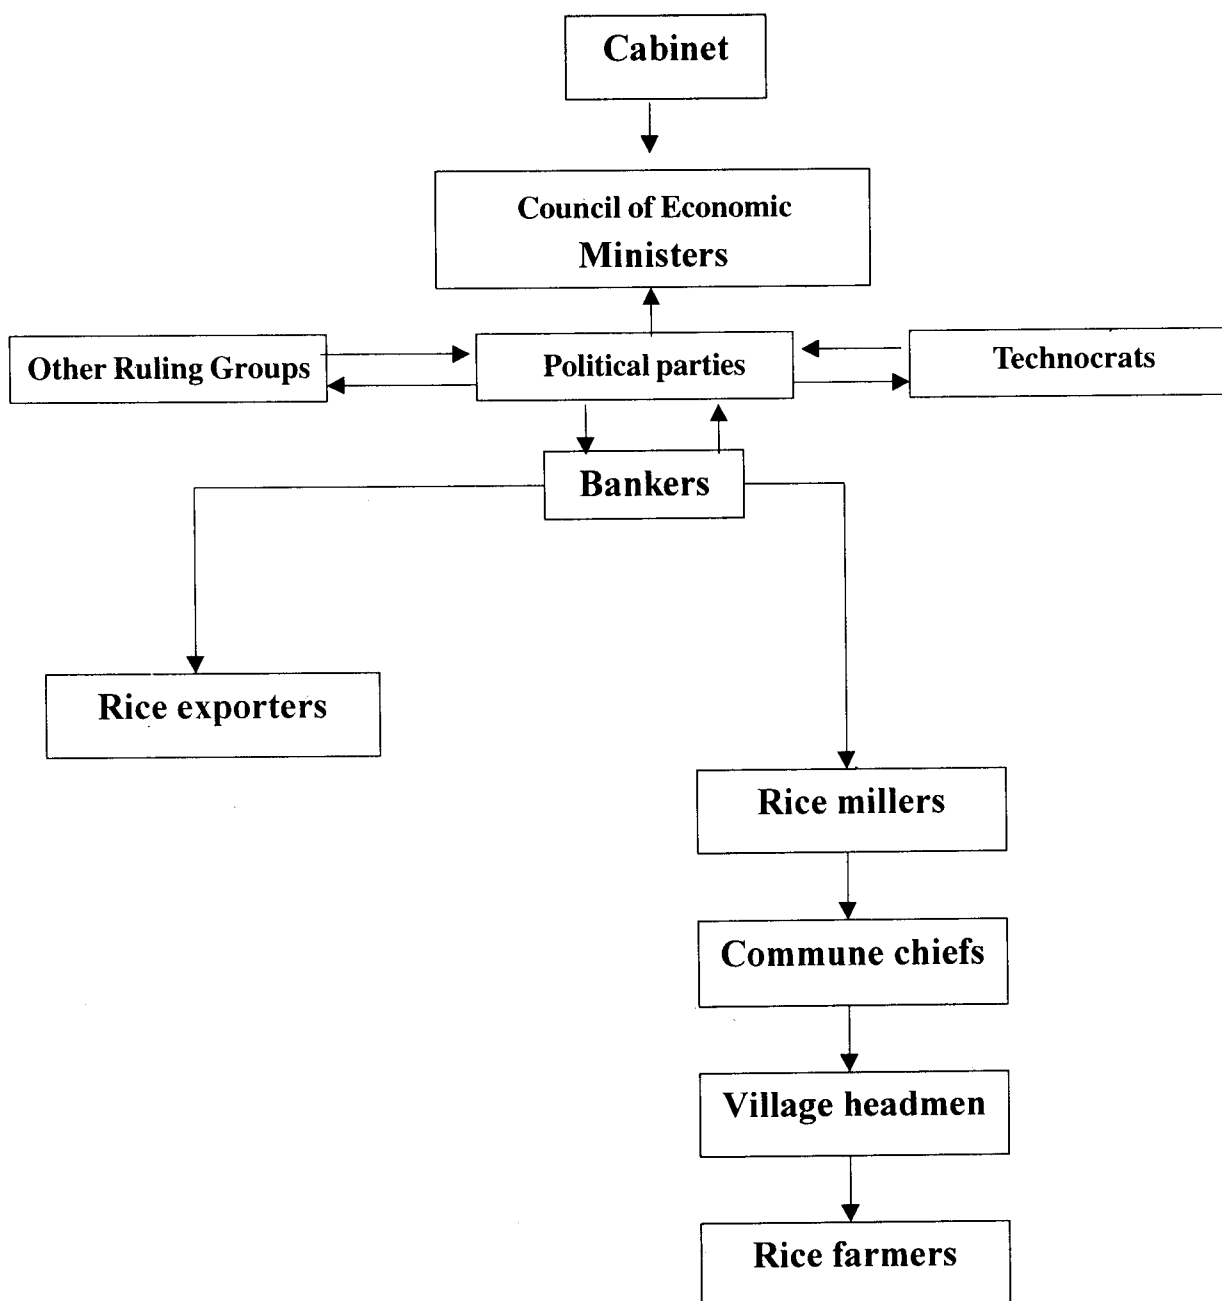 Cabinet
Council of Economic
Ministers
Other Ruling Groups
Political parties
Technocrats
Bankers
Rice exporters
Rice millers
Commune chiefs
Village headmen
Rice farmers